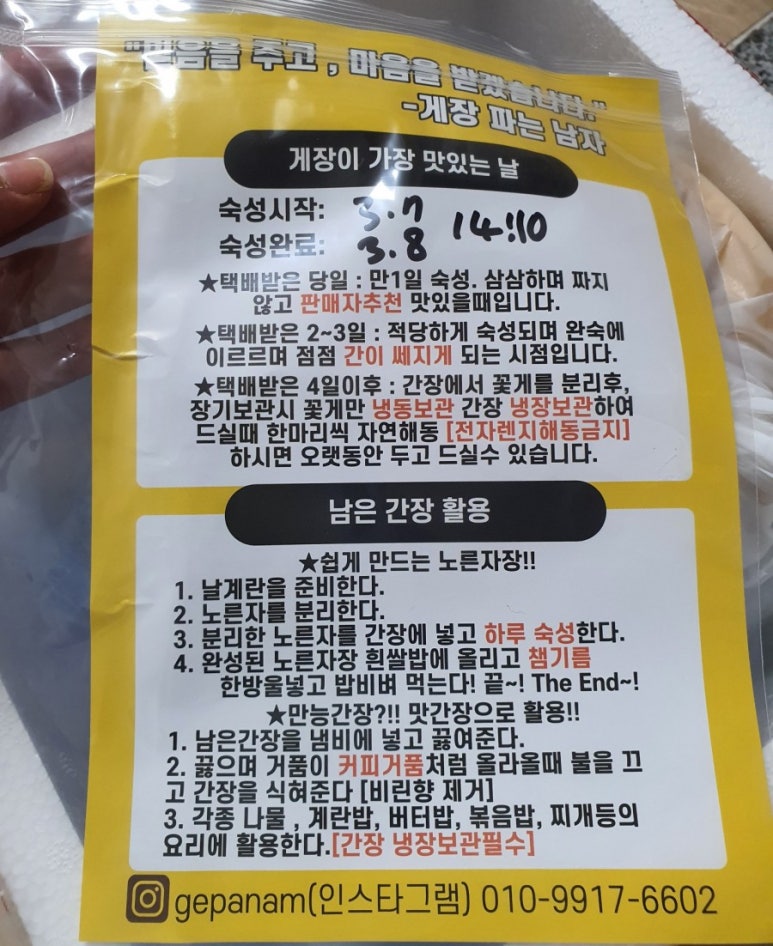 "믿음을 주고, 마음을 받겠습니다."
-게장 파는 남자
게장이 가장 맛있는 날
숙성시작: 3.7 14:10
숙성완료: 3.8
★택배받은 당일 : 만1일 숙성. 삼삼하며 짜지
않고 판매자추천 맛있을때입니다.
★택배받은 2~3일 : 적당하게 숙성되며 완숙에
이르르며 점점 간이 쎄지게 되는 시점입니다.
★택배받은 4일이후 : 간장에서 꽃게를 분리후,
장기보관시 꽃게만 냉동보관 간장 냉장보관하여
드실때 한마리씩 자연해동 [전자렌지해동금지]
하시면 오랫동안 두고 드실수 있습니다.
남은 간장 활용
★쉽게 만드는 노른자장!!
1. 날계란을 준비한다.
2. 노른자를 분리한다.
3. 분리한 노른자를 간장에 넣고 하루 숙성한다.
4. 완성된 노른자장 흰쌀밥에 올리고 챔기름
한방울넣고 밥비벼 먹는다! 끝~! The End~!
★만능간장?!! 맛간장으로 활용!!
1. 남은간장을 냄비에 넣고 끓여준다.
2. 끓으며 거품이 커피거품처럼 올라올때 불을 끄
고 간장을 식혀준다 [비린향 제거]
3. 각종 나물 , 계란밥, 버터밥, 볶음밥, 찌개등의
요리에 활용한다.[간장 냉장보관필수]
gepanam(인스타그램) 010-9917-6602